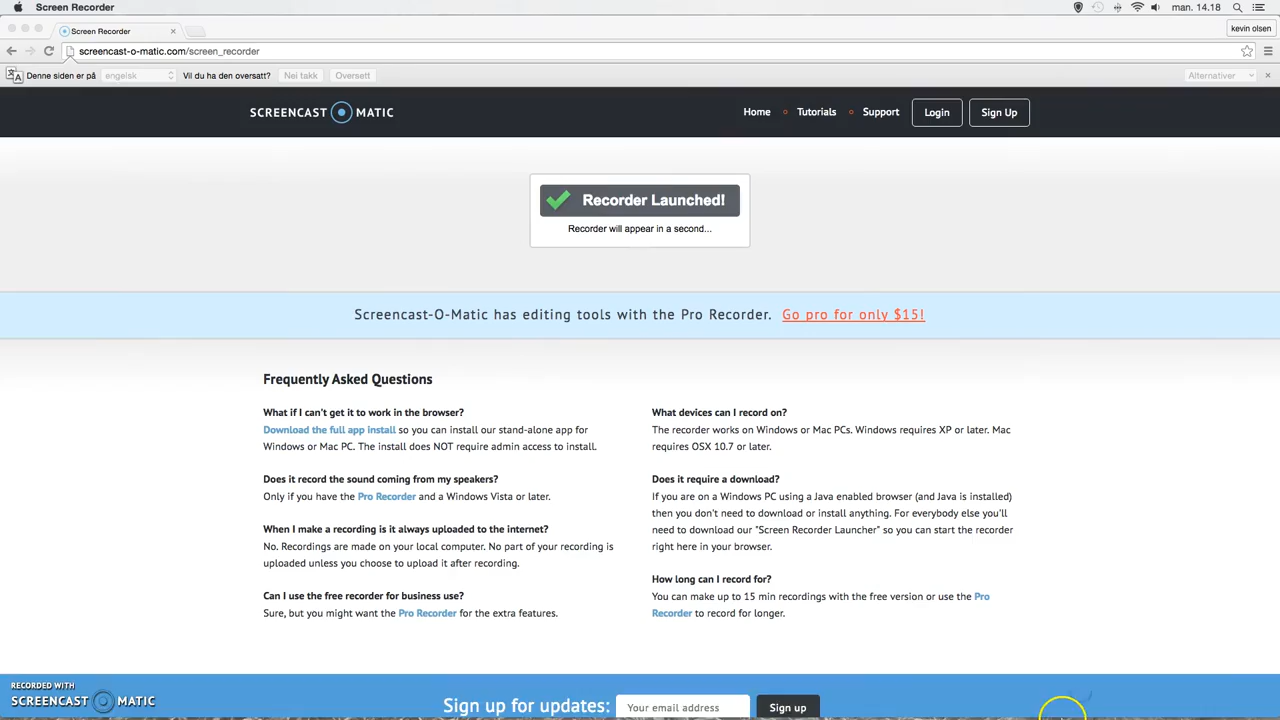 Screen Recorder
man. 14.18
Screen Recorder
kevin olsen
screencast-o-matic.com/screen_recorder
Denne siden er på engelsk Vil du ha den oversatt? Nei takk Oversett Alternativer
SCREENCAST MATIC
Home Tutorials Support Login Sign Up
Recorder Launched!
Recorder will appear in a second...
Screencast-O-Matic has editing tools with the Pro Recorder. Go pro for only $15!
Frequently Asked Questions
What if I can't get it to work in the browser?
Download the full app install so you can install our stand-alone app for
Windows or Mac PC. The install does NOT require admin access to install.
Does it record the sound coming from my speakers?
Only if you have the Pro Recorder and a Windows Vista or later.
When I make a recording is it always uploaded to the internet?
No. Recordings are made on your local computer. No part of your recording is
uploaded unless you choose to upload it after recording.
Can I use the free recorder for business use?
Sure, but you might want the Pro Recorder for the extra features.
What devices can I record on?
The recorder works on Windows or Mac PCs. Windows requires XP or later. Mac
requires OSX 10.7 or later.
Does it require a download?
If you are on a Windows PC using a Java enabled browser (and Java is installed)
then you don't need to download or install anything. For everybody else you'll
need to download our "Screen Recorder Launcher" so you can start the recorder
right here in your browser.
How long can I record for?
You can make up to 15 min recordings with the free version or use the Pro
Recorder to record for longer.
RECORDED WITH
SCREENCAST MATIC
Sign up for updates: Your email address Sign up